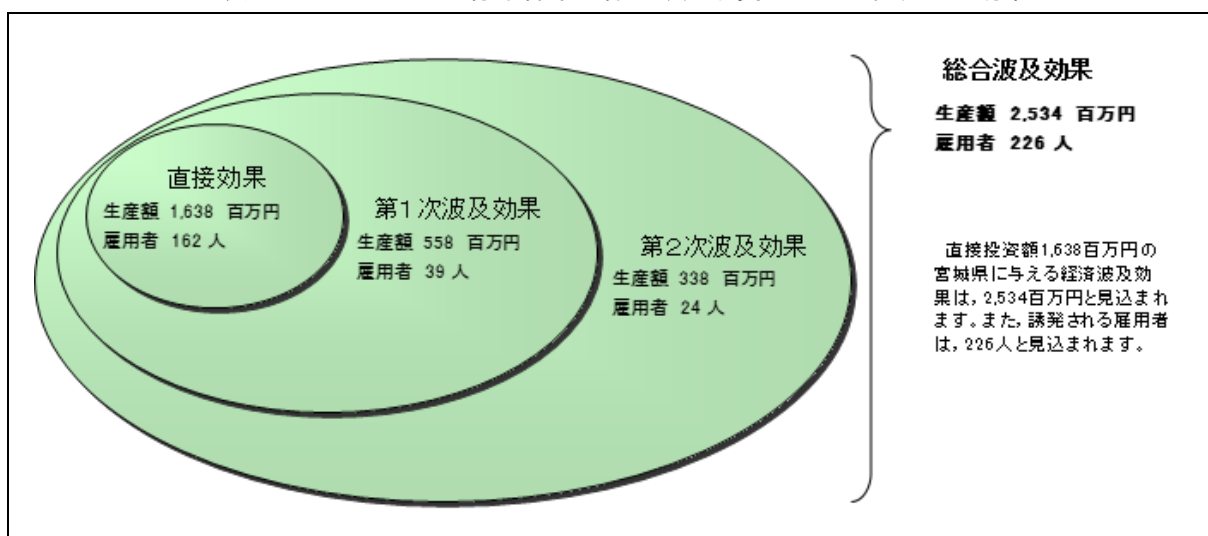 直接効果
生産額 1,638 百万円
雇用者 162 人
第1次波及効果
生産額 558 百万円
雇用者 39 人
第2次波及効果
生産額 338 百万円
雇用者 24 人
総合波及効果
生産額 2,534 百万円
雇用者 226 人
直接投資額1,638百万円の
宮城県に与える経済波及効
果は，2,534百万円と見込まれ
ます。また，誘発される雇用者
は，226人と見込まれます。